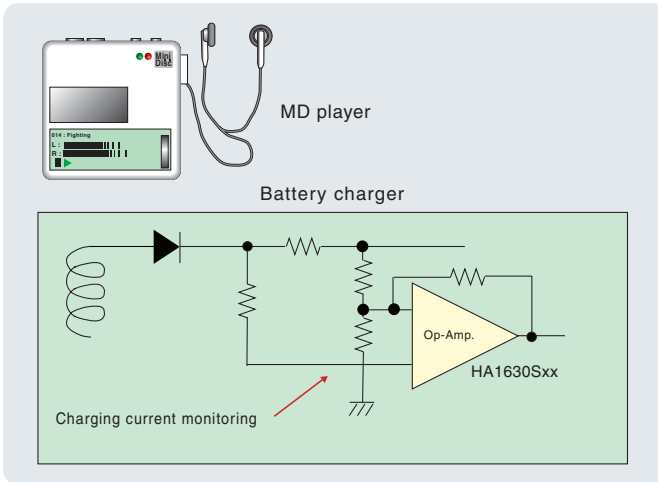 Mini
Disc
014 : Fighting
L :
R :
MD player
Battery charger
Op-Amp.
HA1630Sxx
Charging current monitoring